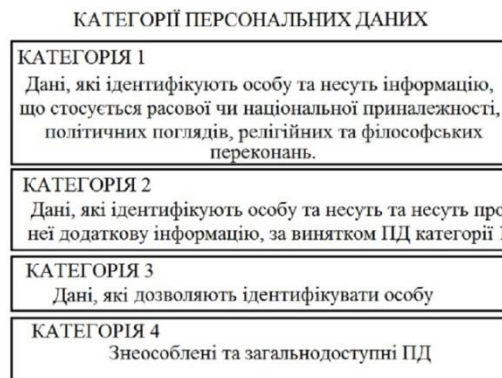 КАТЕГОРІЇ ПЕРСОНАЛЬНИХ ДАНИХ
КАТЕГОРІЯ 1
Дані, які ідентифікують особу та несуть інформацію,
що стосується расової чи національної приналежності,
політичних поглядів, релігійних та філософських
переконань.
КАТЕГОРІЯ 2
Дані, які ідентифікують особу та несуть та несуть про
неї додаткову інформацію, за винятком ПД категорії
КАТЕГОРІЯ 3
Дані, які дозволяють ідентифікувати особу
КАТЕГОРІЯ 4
Знеособлені та загальнодоступні ПД